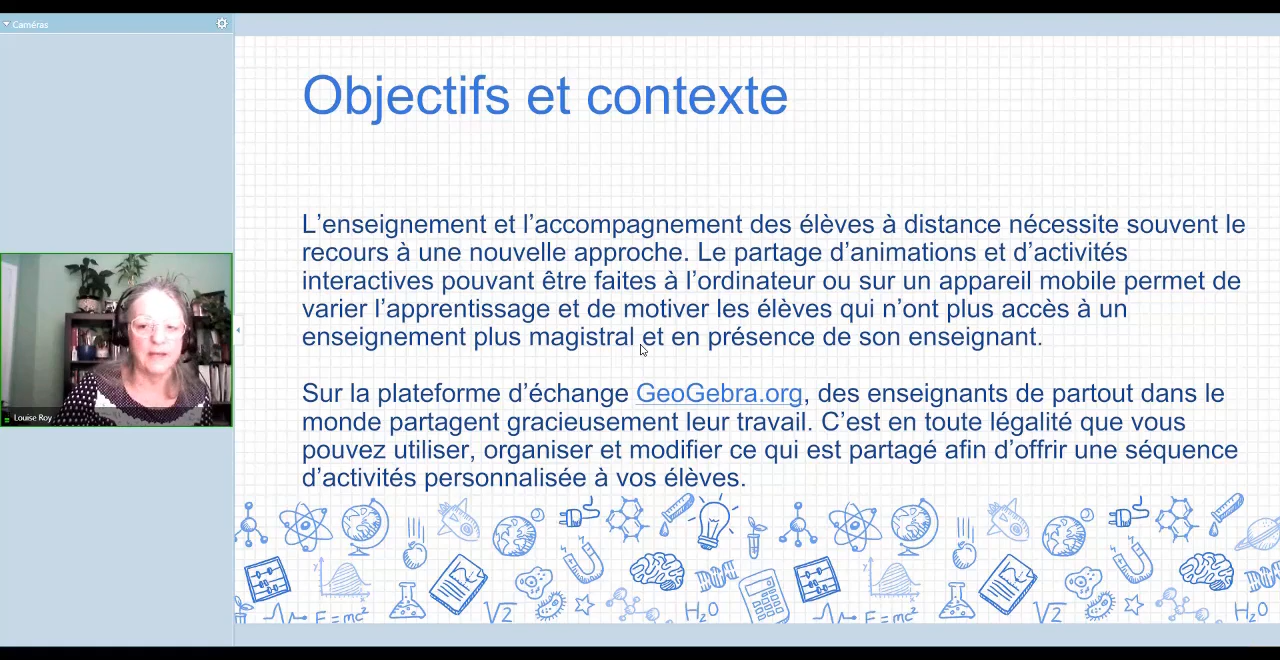 Caméras
Objectifs et contexte
L’enseignement et l’accompagnement des élèves à distance nécessite souvent le
recours à une nouvelle approche. Le partage d’animations et d’activités
interactives pouvant être faites à l’ordinateur ou sur un appareil mobile permet de
varier l’apprentissage et de motiver les élèves qui n’ont plus accès à un
enseignement plus magistral et en présence de son enseignant.
Sur la plateforme d’échange GeoGebra.org, des enseignants de partout dans le
monde partagent gracieusement leur travail. C’est en toute légalité que vous
pouvez utiliser, organiser et modifier ce qui est partagé afin d’offrir une séquence
d’activités personnalisée à vos élèves.
Louise Roy
y
x
y
x
E=mc²
√2
H₂O
E=mc²
√2
H₂O